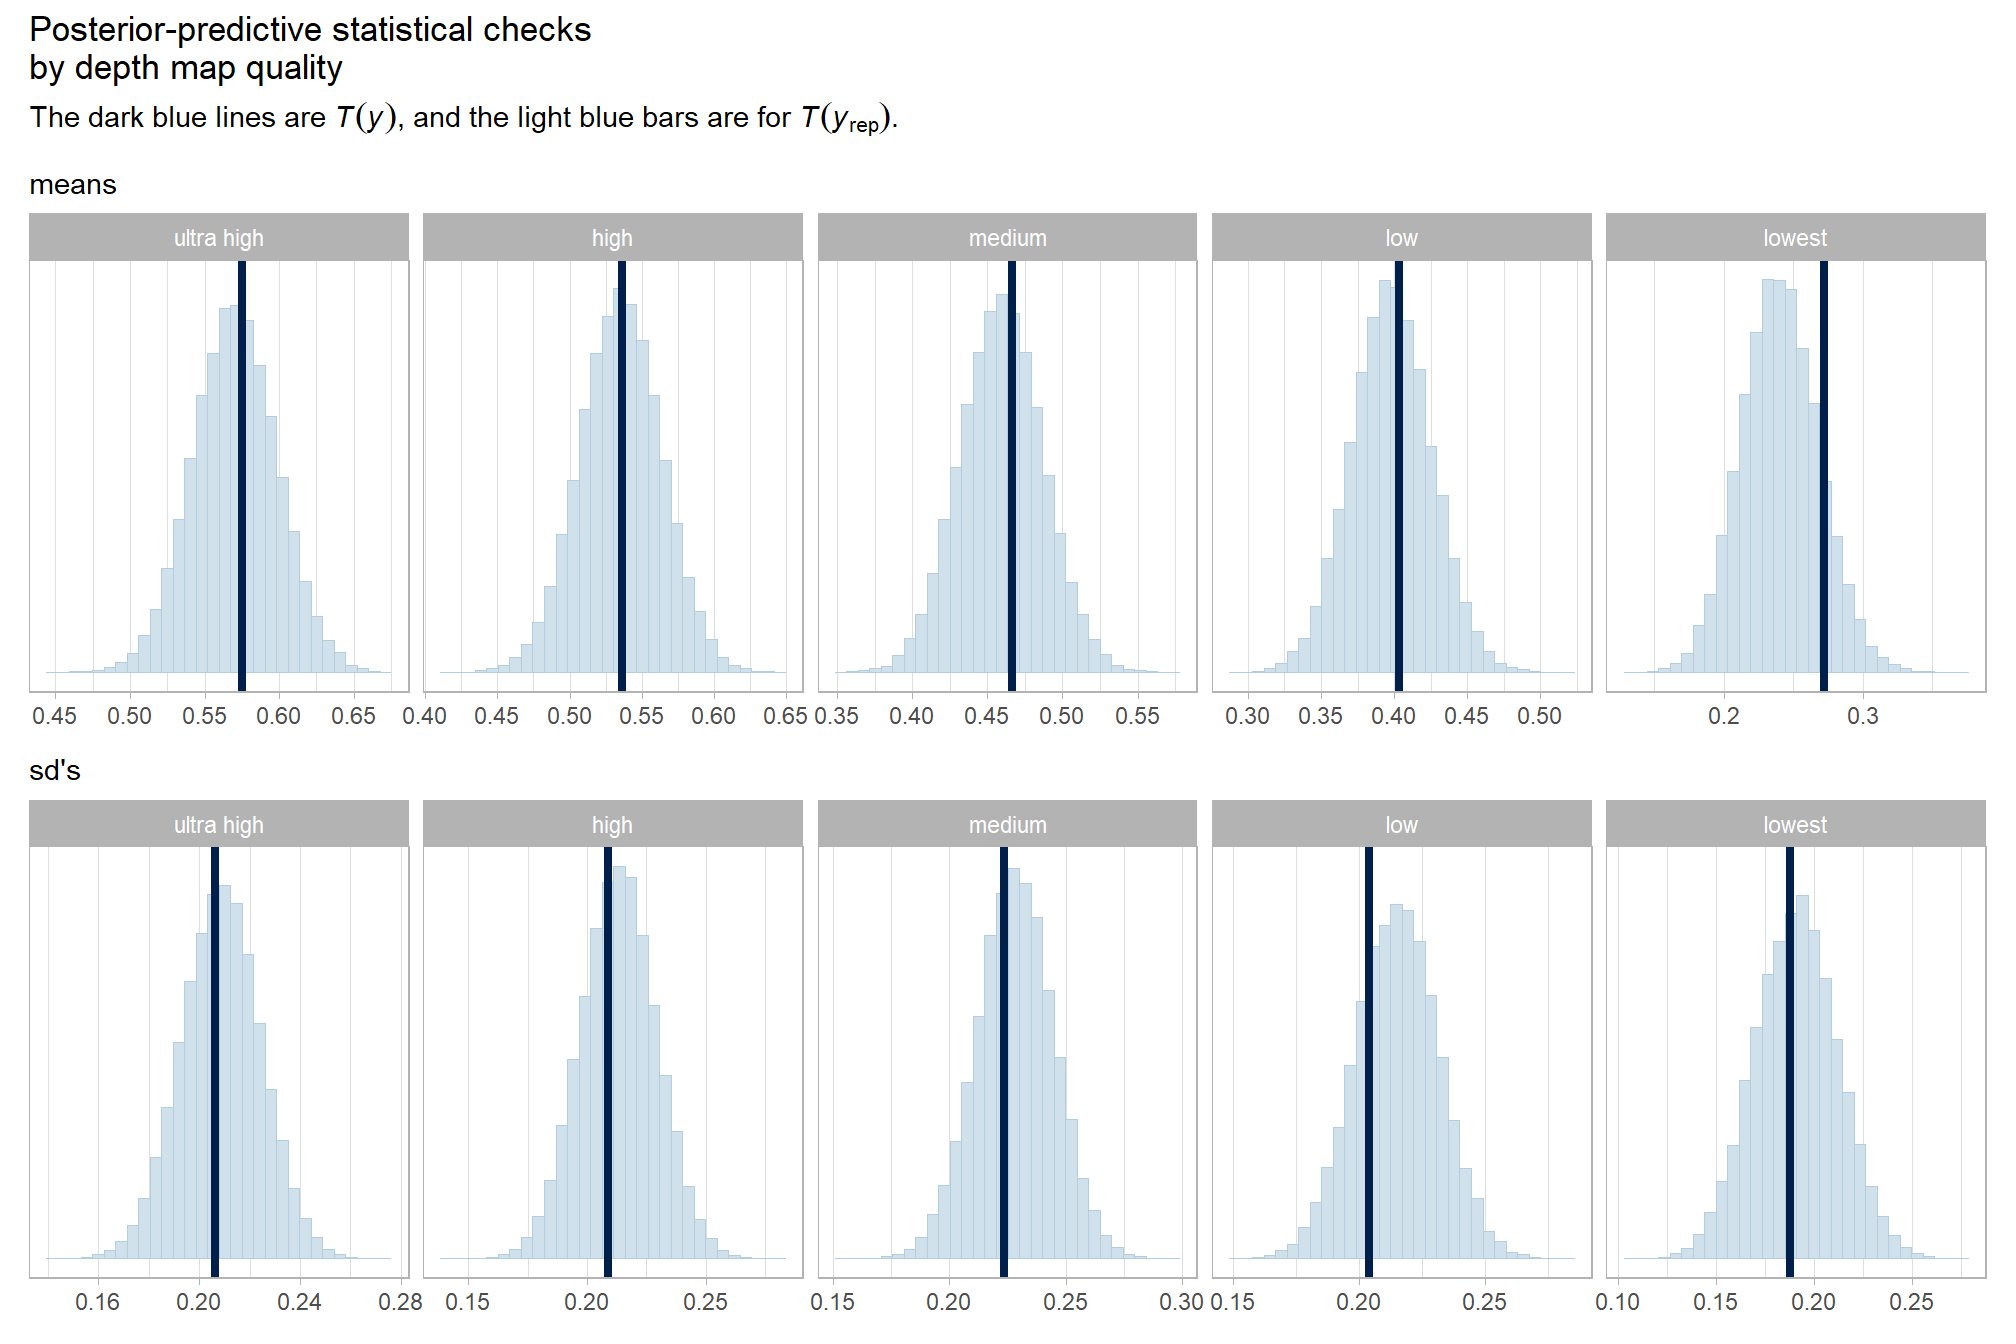 Posterior-predictive statistical checks
by depth map quality
The dark blue lines are T(y), and the light blue bars are for T(y_rep).
means
ultra high high medium low lowest
0.45 0.50 0.55 0.60 0.65 0.40 0.45 0.50 0.55 0.60 0.65 0.35 0.40 0.45 0.50 0.55 0.30 0.35 0.40 0.45 0.50 0.2 0.3
sd's
ultra high high medium low lowest
0.16 0.20 0.24 0.28 0.15 0.20 0.25 0.15 0.20 0.25 0.30 0.15 0.20 0.25 0.10 0.15 0.20 0.25